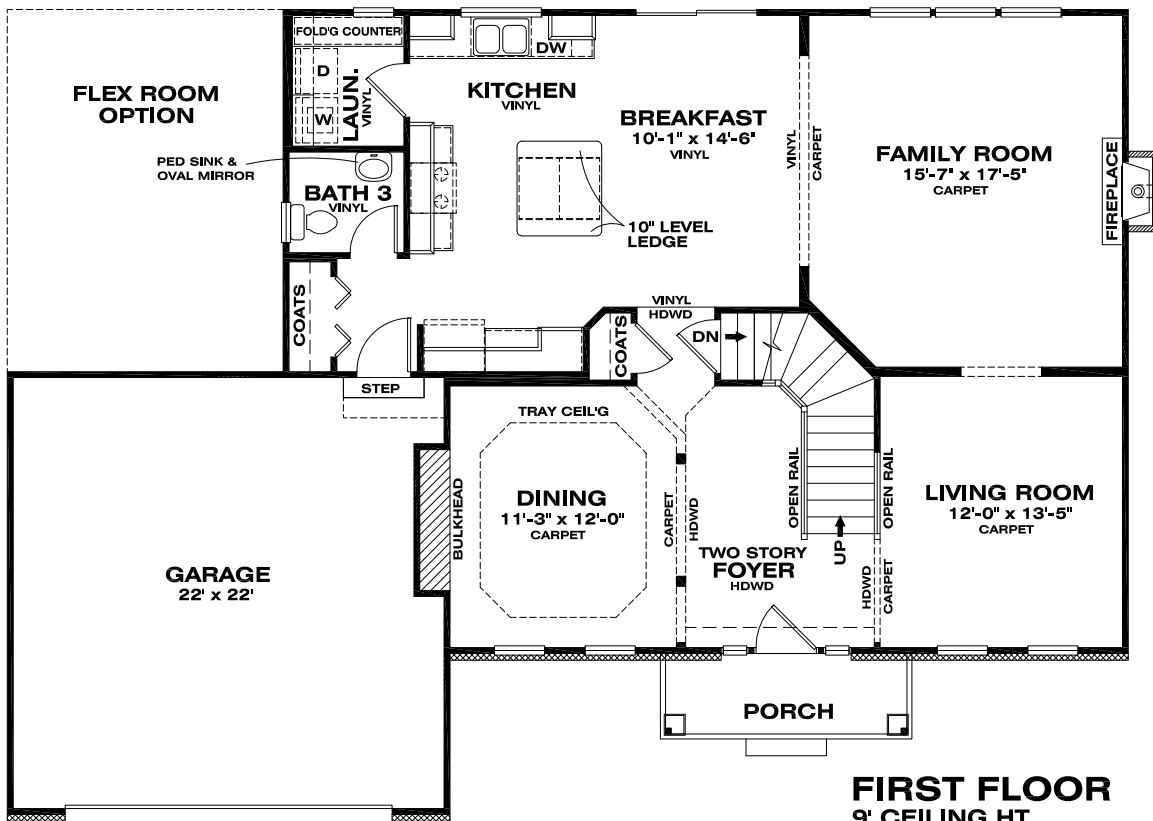 FOLD'G COUNTER
D
W
LAUN.
VINYL
DW
KITCHEN
VINYL
BREAKFAST
10'-1" x 14'-6"
VINYL
VINYL
CARPET
FAMILY ROOM
15'-7" x 17'-5"
CARPET
FIREPLACE
FLEX ROOM
OPTION
PED SINK &
OVAL MIRROR
BATH 3
VINYL
10" LEVEL
LEDGE
COATS
STEP
VINYL
HDWD
COATS
DN
TRAY CEIL'G
DINING
11'-3" x 12'-0"
CARPET
BULKHEAD
CARPET
HDWD
OPEN RAIL
OPEN RAIL
UP
TWO STORY
FOYER
HDWD
HDWD
CARPET
LIVING ROOM
12'-0" x 13'-5"
CARPET
GARAGE
22' x 22'
PORCH
FIRST FLOOR
9' CEILING HT